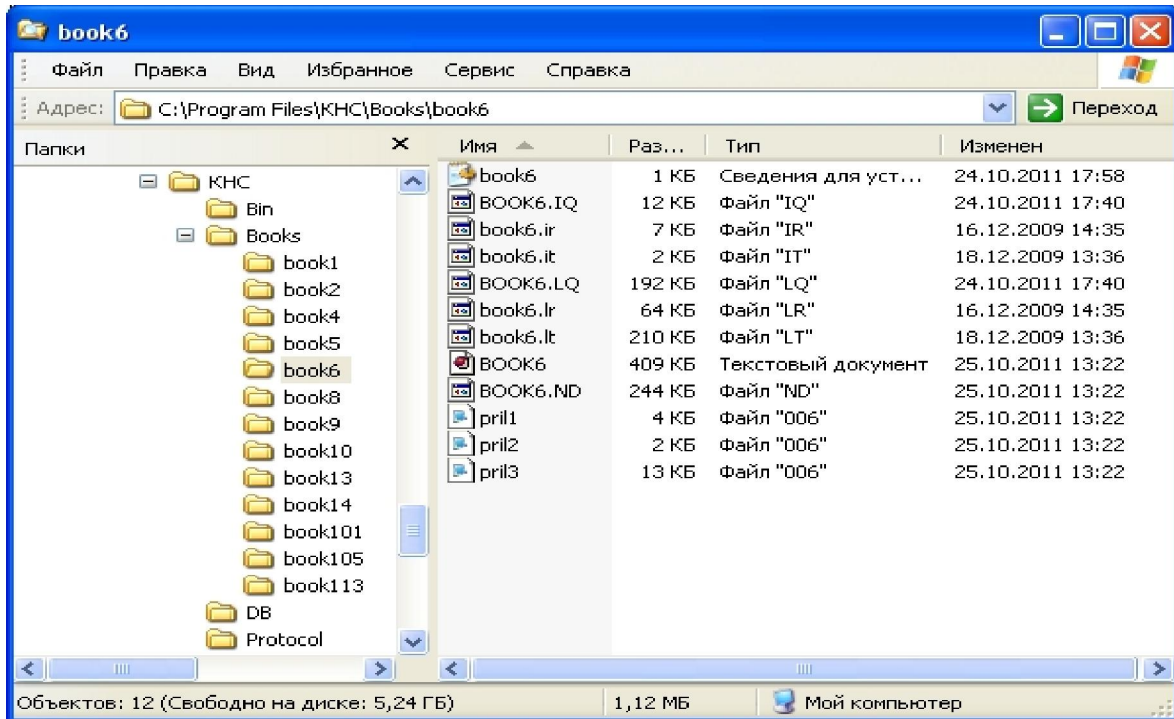 book6
Файл Правка Вид Избранное Сервис Справка
Адрес: C:\Program Files\KHC\Books\book6 Переход
Папки
KHC
Bin
Books
book1
book2
book4
book5
book6
book8
book9
book10
book13
book14
book101
book105
book113
DB
Protocol
Имя Раз... Тип Изменен
book6 1 КБ Сведения для уст... 24.10.2011 17:58
BOOK6.IQ 12 КБ Файл "IQ" 24.10.2011 17:40
book6.ir 7 КБ Файл "IR" 16.12.2009 14:35
book6.it 2 КБ Файл "IT" 18.12.2009 13:36
BOOK6.LQ 192 КБ Файл "LQ" 24.10.2011 17:40
book6.lr 64 КБ Файл "LR" 16.12.2009 14:35
book6.lt 210 КБ Файл "LT" 18.12.2009 13:36
BOOK6 409 КБ Текстовый документ 25.10.2011 13:22
BOOK6.ND 244 КБ Файл "ND" 25.10.2011 13:22
pril1 4 КБ Файл "006" 25.10.2011 13:22
pril2 2 КБ Файл "006" 25.10.2011 13:22
pril3 13 КБ Файл "006" 25.10.2011 13:22
Объектов: 12 (Свободно на диске: 5,24 ГБ) 1,12 МБ Мой компьютер